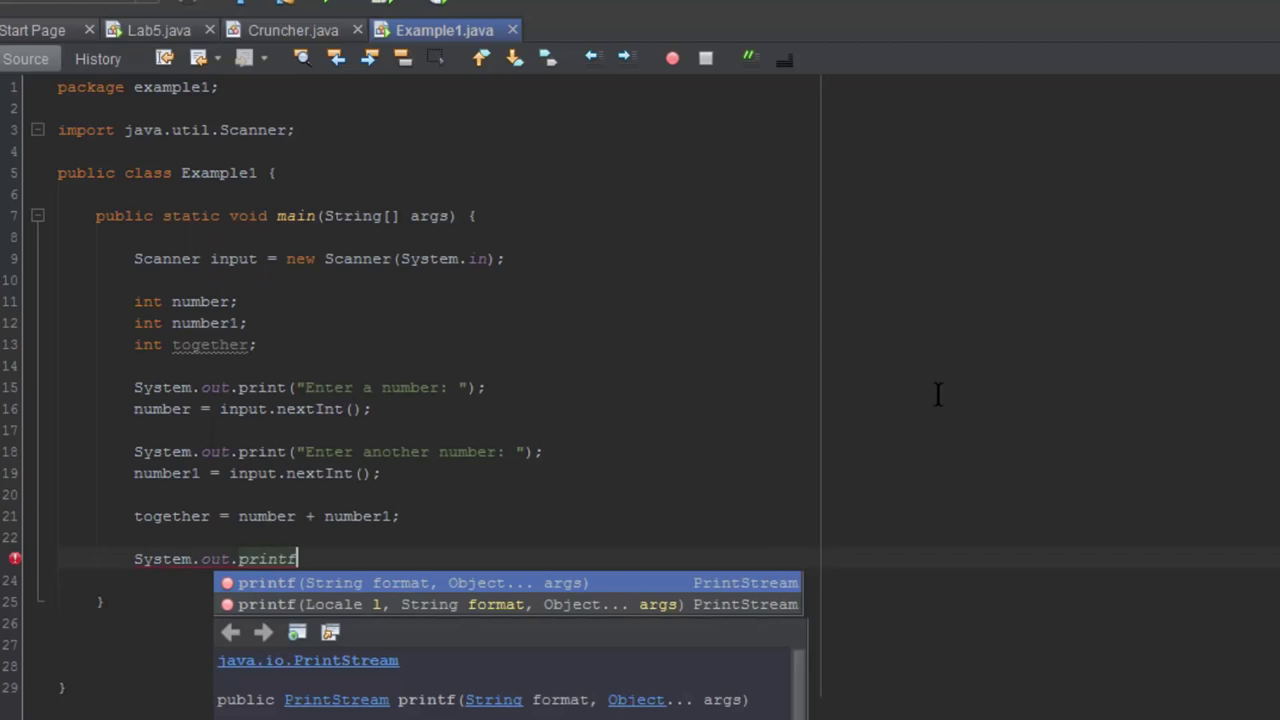 Start Page Lab5.java Cruncher.java Example1.java
Source History
1 package example1;
2
3 import java.util.Scanner;
4
5 public class Example1 {
6
7 public static void main(String[] args) {
8
9 Scanner input = new Scanner(System.in);
10
11 int number;
12 int number1;
13 int together;
14
15 System.out.print("Enter a number: ");
16 number = input.nextInt();
17
18 System.out.print("Enter another number: ");
19 number1 = input.nextInt();
20
21 together = number + number1;
22
System.out.printf
printf(String format, Object... args) PrintStream
24
printf(Locale l, String format, Object... args) PrintStream
25 }
26
27
java.io.PrintStream
28
29 }
public PrintStream printf(String format, Object... args)